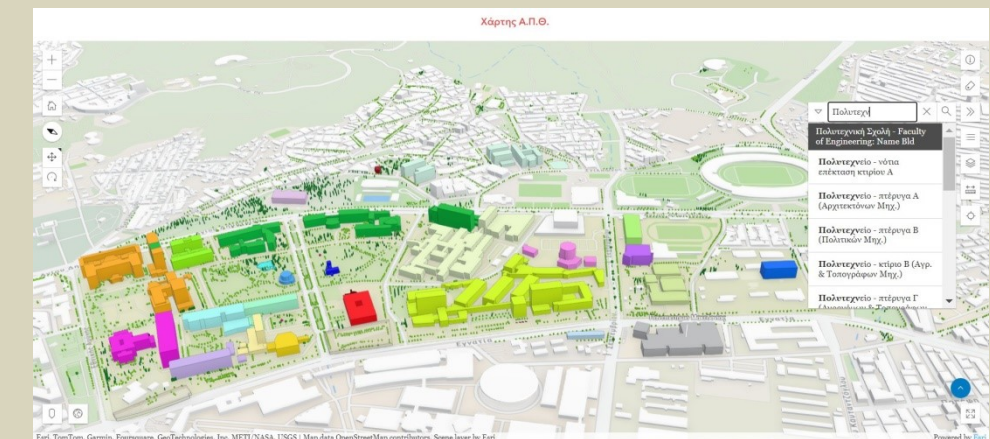 Χάρτης Α.Π.Θ.
Πολυτεχν
Πολυτεχνική Σχολή - Faculty
of Engineering: Name Bld
Πολυτεχνείο - νότια
επέκταση κτιρίου Α
Πολυτεχνείο - πτέρυγα Α
(Αρχιτεκτόνων Μηχ.)
Πολυτεχνείο - πτέρυγα Β
(Πολιτικών Μηχ.)
Πολυτεχνείο - κτίριο Β (Αγρ.
& Τοπογράφων Μηχ.)
Πολυτεχνείο - πτέρυγα Γ
Εγνατία
Εγνατία
Esri, TomTom, Garmin, Foursquare, GeoTechnologies, Inc, METI/NASA, USGS | Map data OpenStreetMap contributors, Scene layer by Esri
Powered by Esri